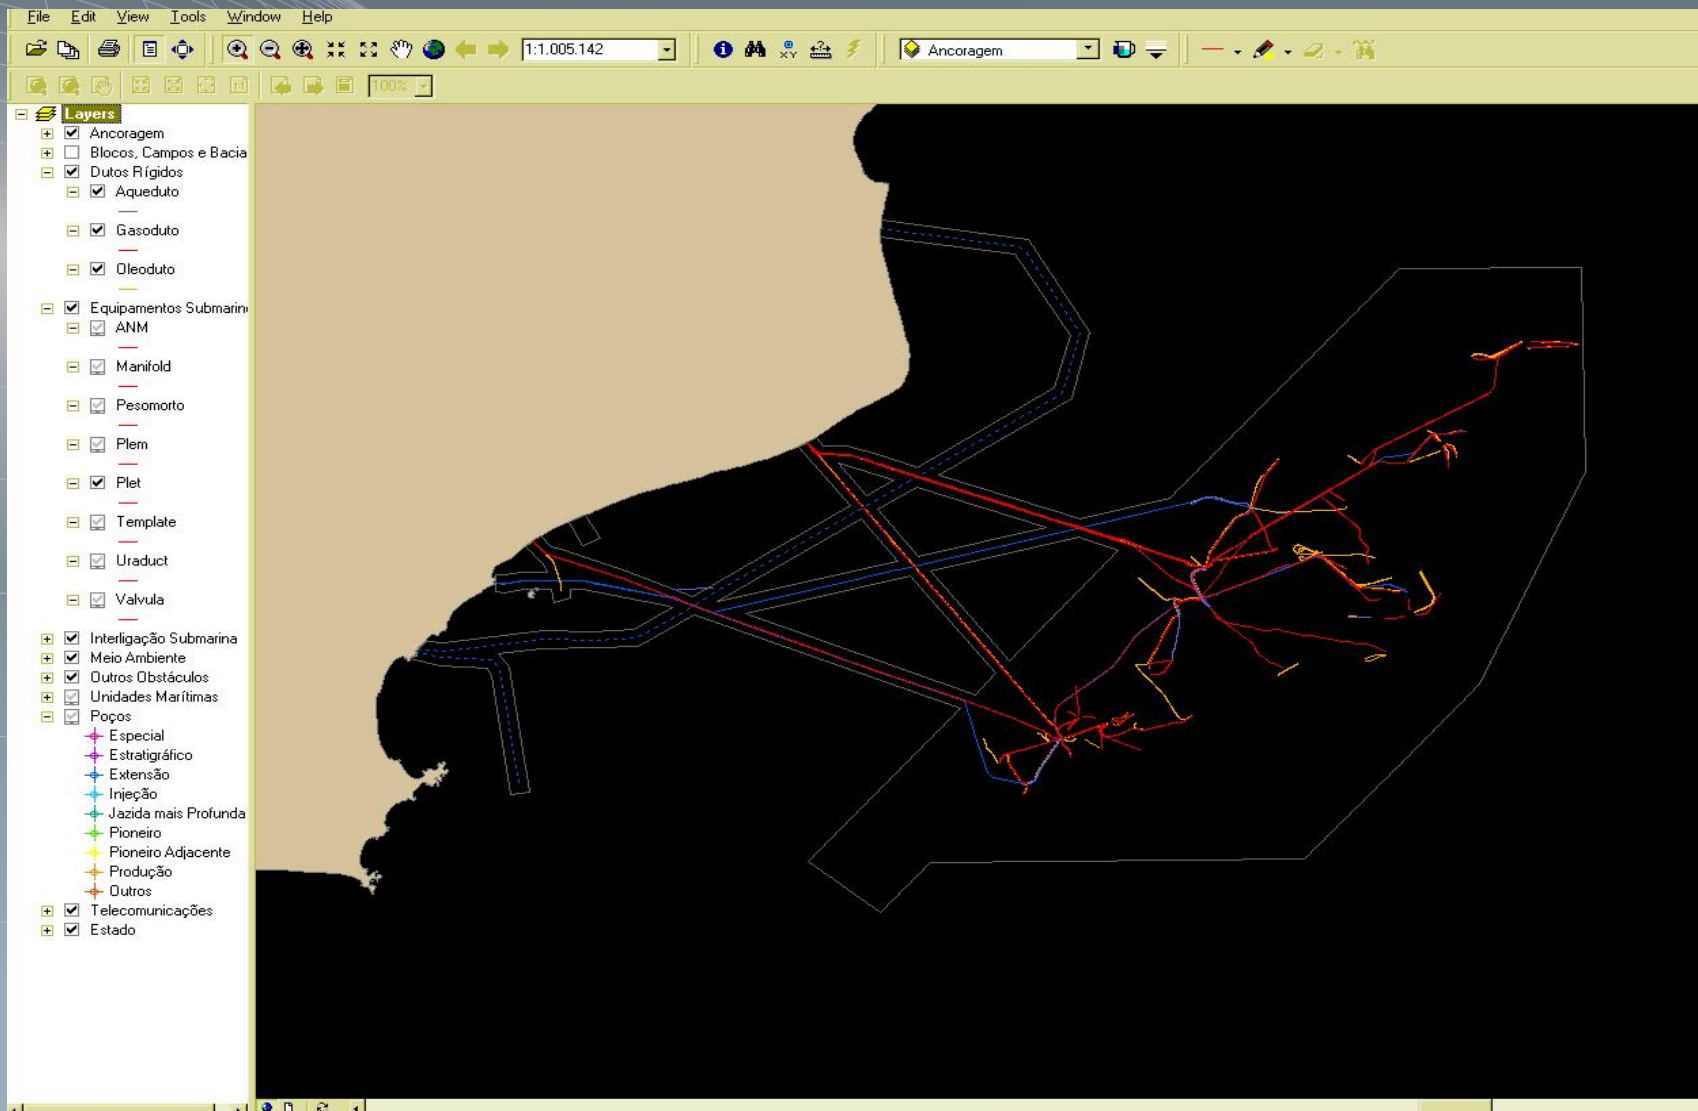 File Edit View Tools Window Help
1:1.005.142
Ancoragem
100%
Layers
Ancoragem
Blocos, Campos e Bacia
Dutos Rígidos
Aqueduto
Gasoduto
Oleoduto
Equipamentos Submarin
ANM
Manifold
Pesomorto
Plem
Plet
Template
Uraduct
Valvula
Interligação Submarina
Meio Ambiente
Outros Obstáculos
Unidades Marítimas
Poços
Especial
Estratigráfico
Extensão
Injeção
Jazida mais Profunda
Pioneiro
Pioneiro Adjacente
Produção
Outros
Telecomunicações
Estado